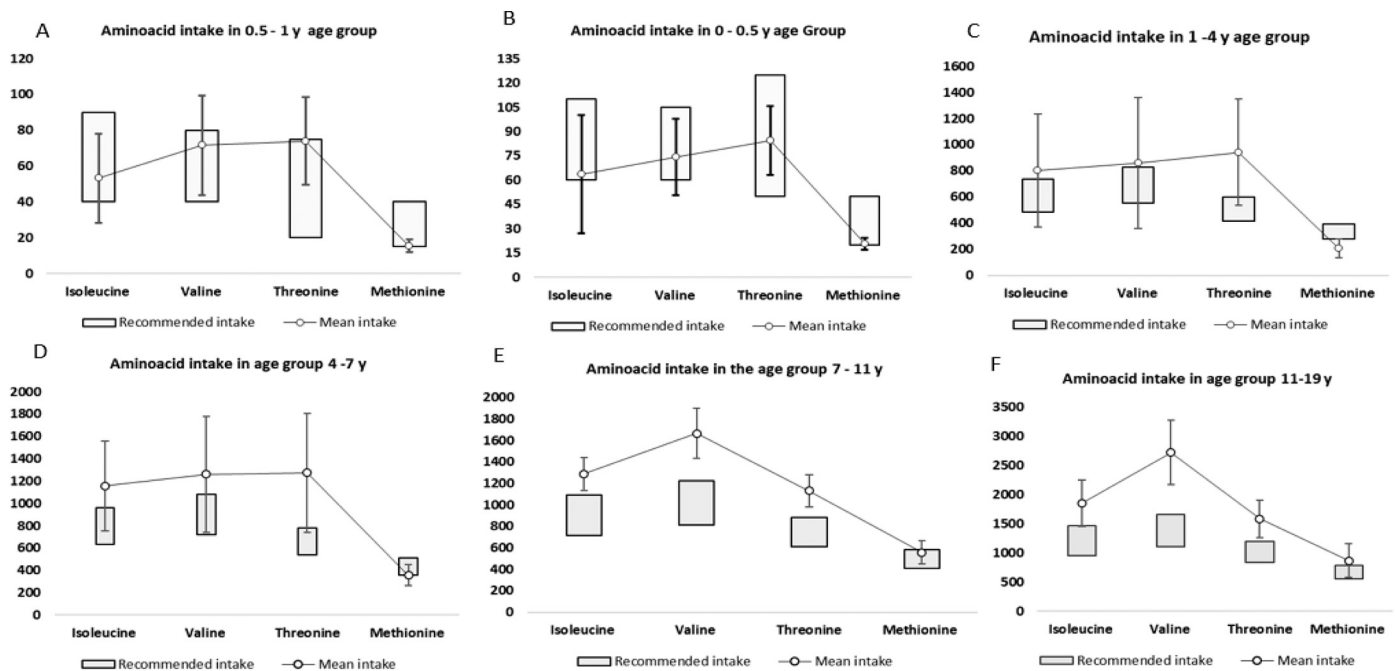 A
Aminoacid intake in 0.5 - 1 y age group
120
100
80
60
40
20
0
Isoleucine Valine Threonine Methionine
Recommended intake Mean intake
B
Aminoacid intake in 0 - 0.5 y age Group
135
120
105
90
75
60
45
30
15
0
Isoleucine Valine Threonine Methionine
Recommended intake Mean intake
C
Aminoacid intake in 1 -4 y age group
1600
1400
1200
1000
800
600
400
200
0
Isoleucine Valine Threonine Methionine
Recommended intake Mean intake
D
Aminoacid intake in age group 4 -7 y
2000
1800
1600
1400
1200
1000
800
600
400
200
0
Isoleucine Valine Threonine Methionine
Recommended intake Mean intake
E
Aminoacid intake in the age group 7 - 11 y
2000
1800
1600
1400
1200
1000
800
600
400
200
0
Isoleucine Valine Threonine Methionine
Recommended intake Mean intake
F
Aminoacid intake in age group 11-19 y
3500
3000
2500
2000
1500
1000
500
0
Isoleucine Valine Threonine Methionine
Recommended intake Mean intake